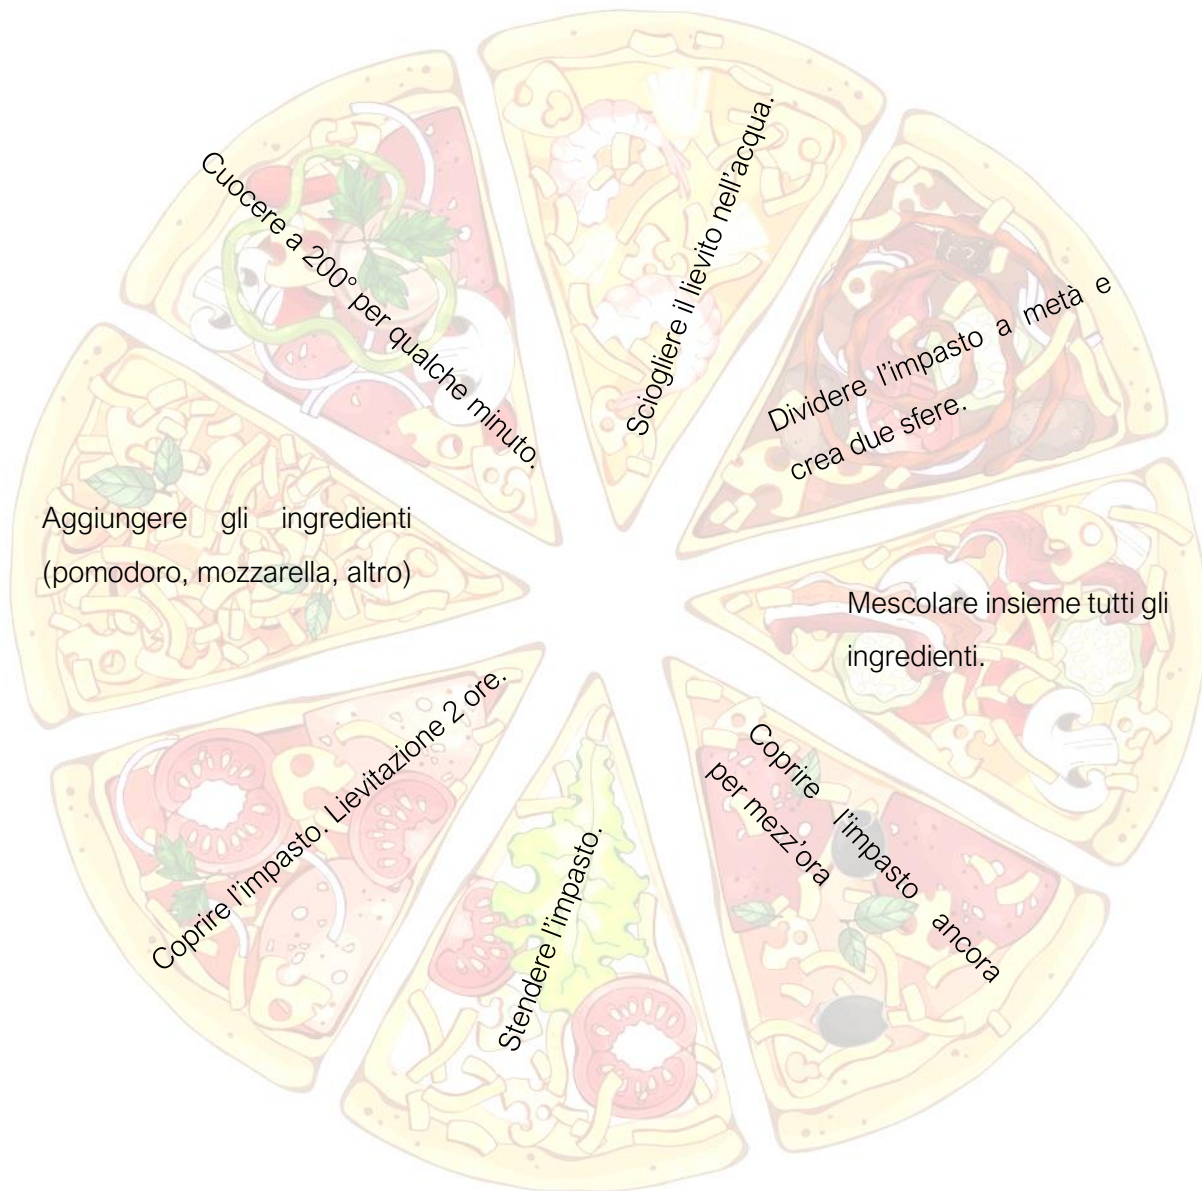 Sciogliere il lievito nell'acqua.
Dividere l'impasto a metà e
crea due sfere.
Mescolare insieme tutti gli
ingredienti.
Coprire l'impasto ancora
per mezz'ora
Stendere l'impasto.
Coprire l'impasto. Lievitazione 2 ore.
Aggiungere gli ingredienti
(pomodoro, mozzarella, altro)
Cuocere a 200° per qualche minuto.